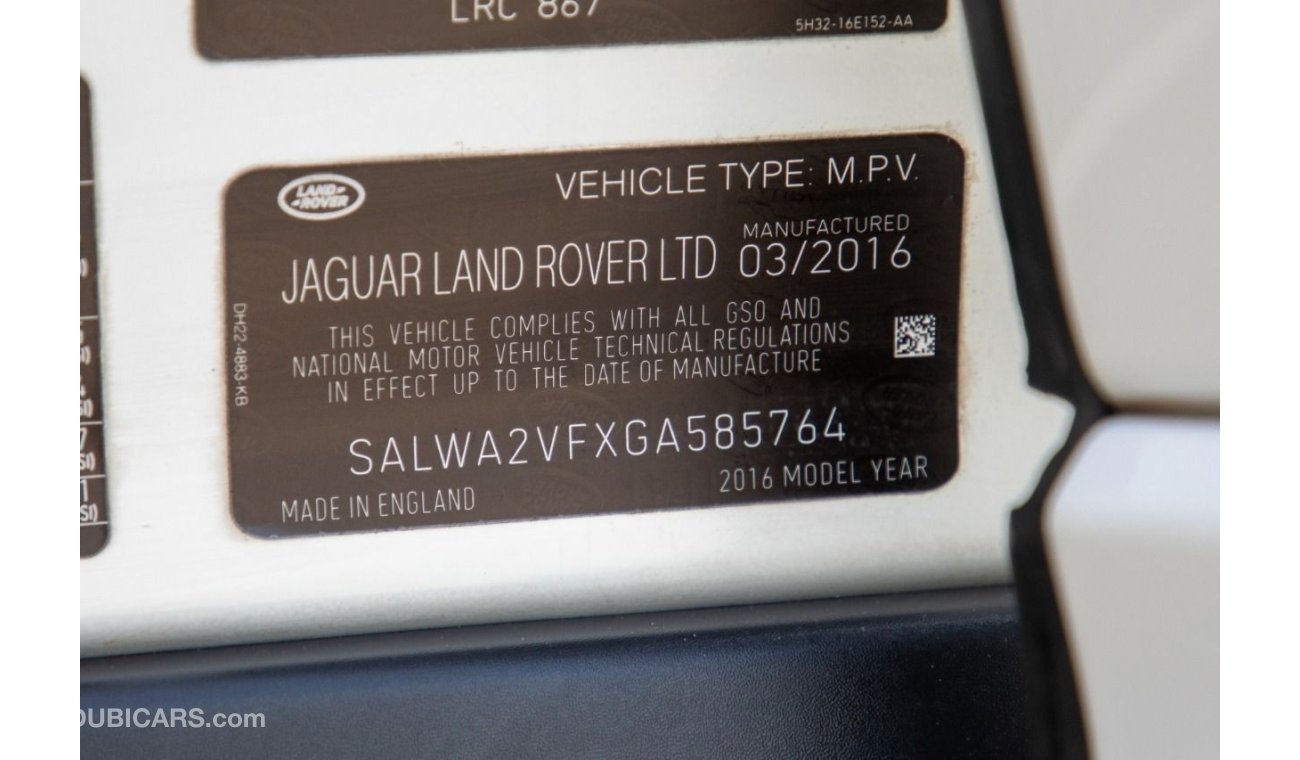 LRC 867
5H32-16E152-AA
LAND-
-ROVER
VEHICLE TYPE: M.P.V.
JAGUAR LAND ROVER LTD
MANUFACTURED
03/2016
THIS VEHICLE COMPLIES WITH ALL GSO AND
NATIONAL MOTOR VEHICLE TECHNICAL REGULATIONS
IN EFFECT UP TO THE DATE OF MANUFACTURE
DH22-4883-KB
SALWA2VFXGA585764
MADE IN ENGLAND
2016 MODEL YEAR
DUBICARS.com